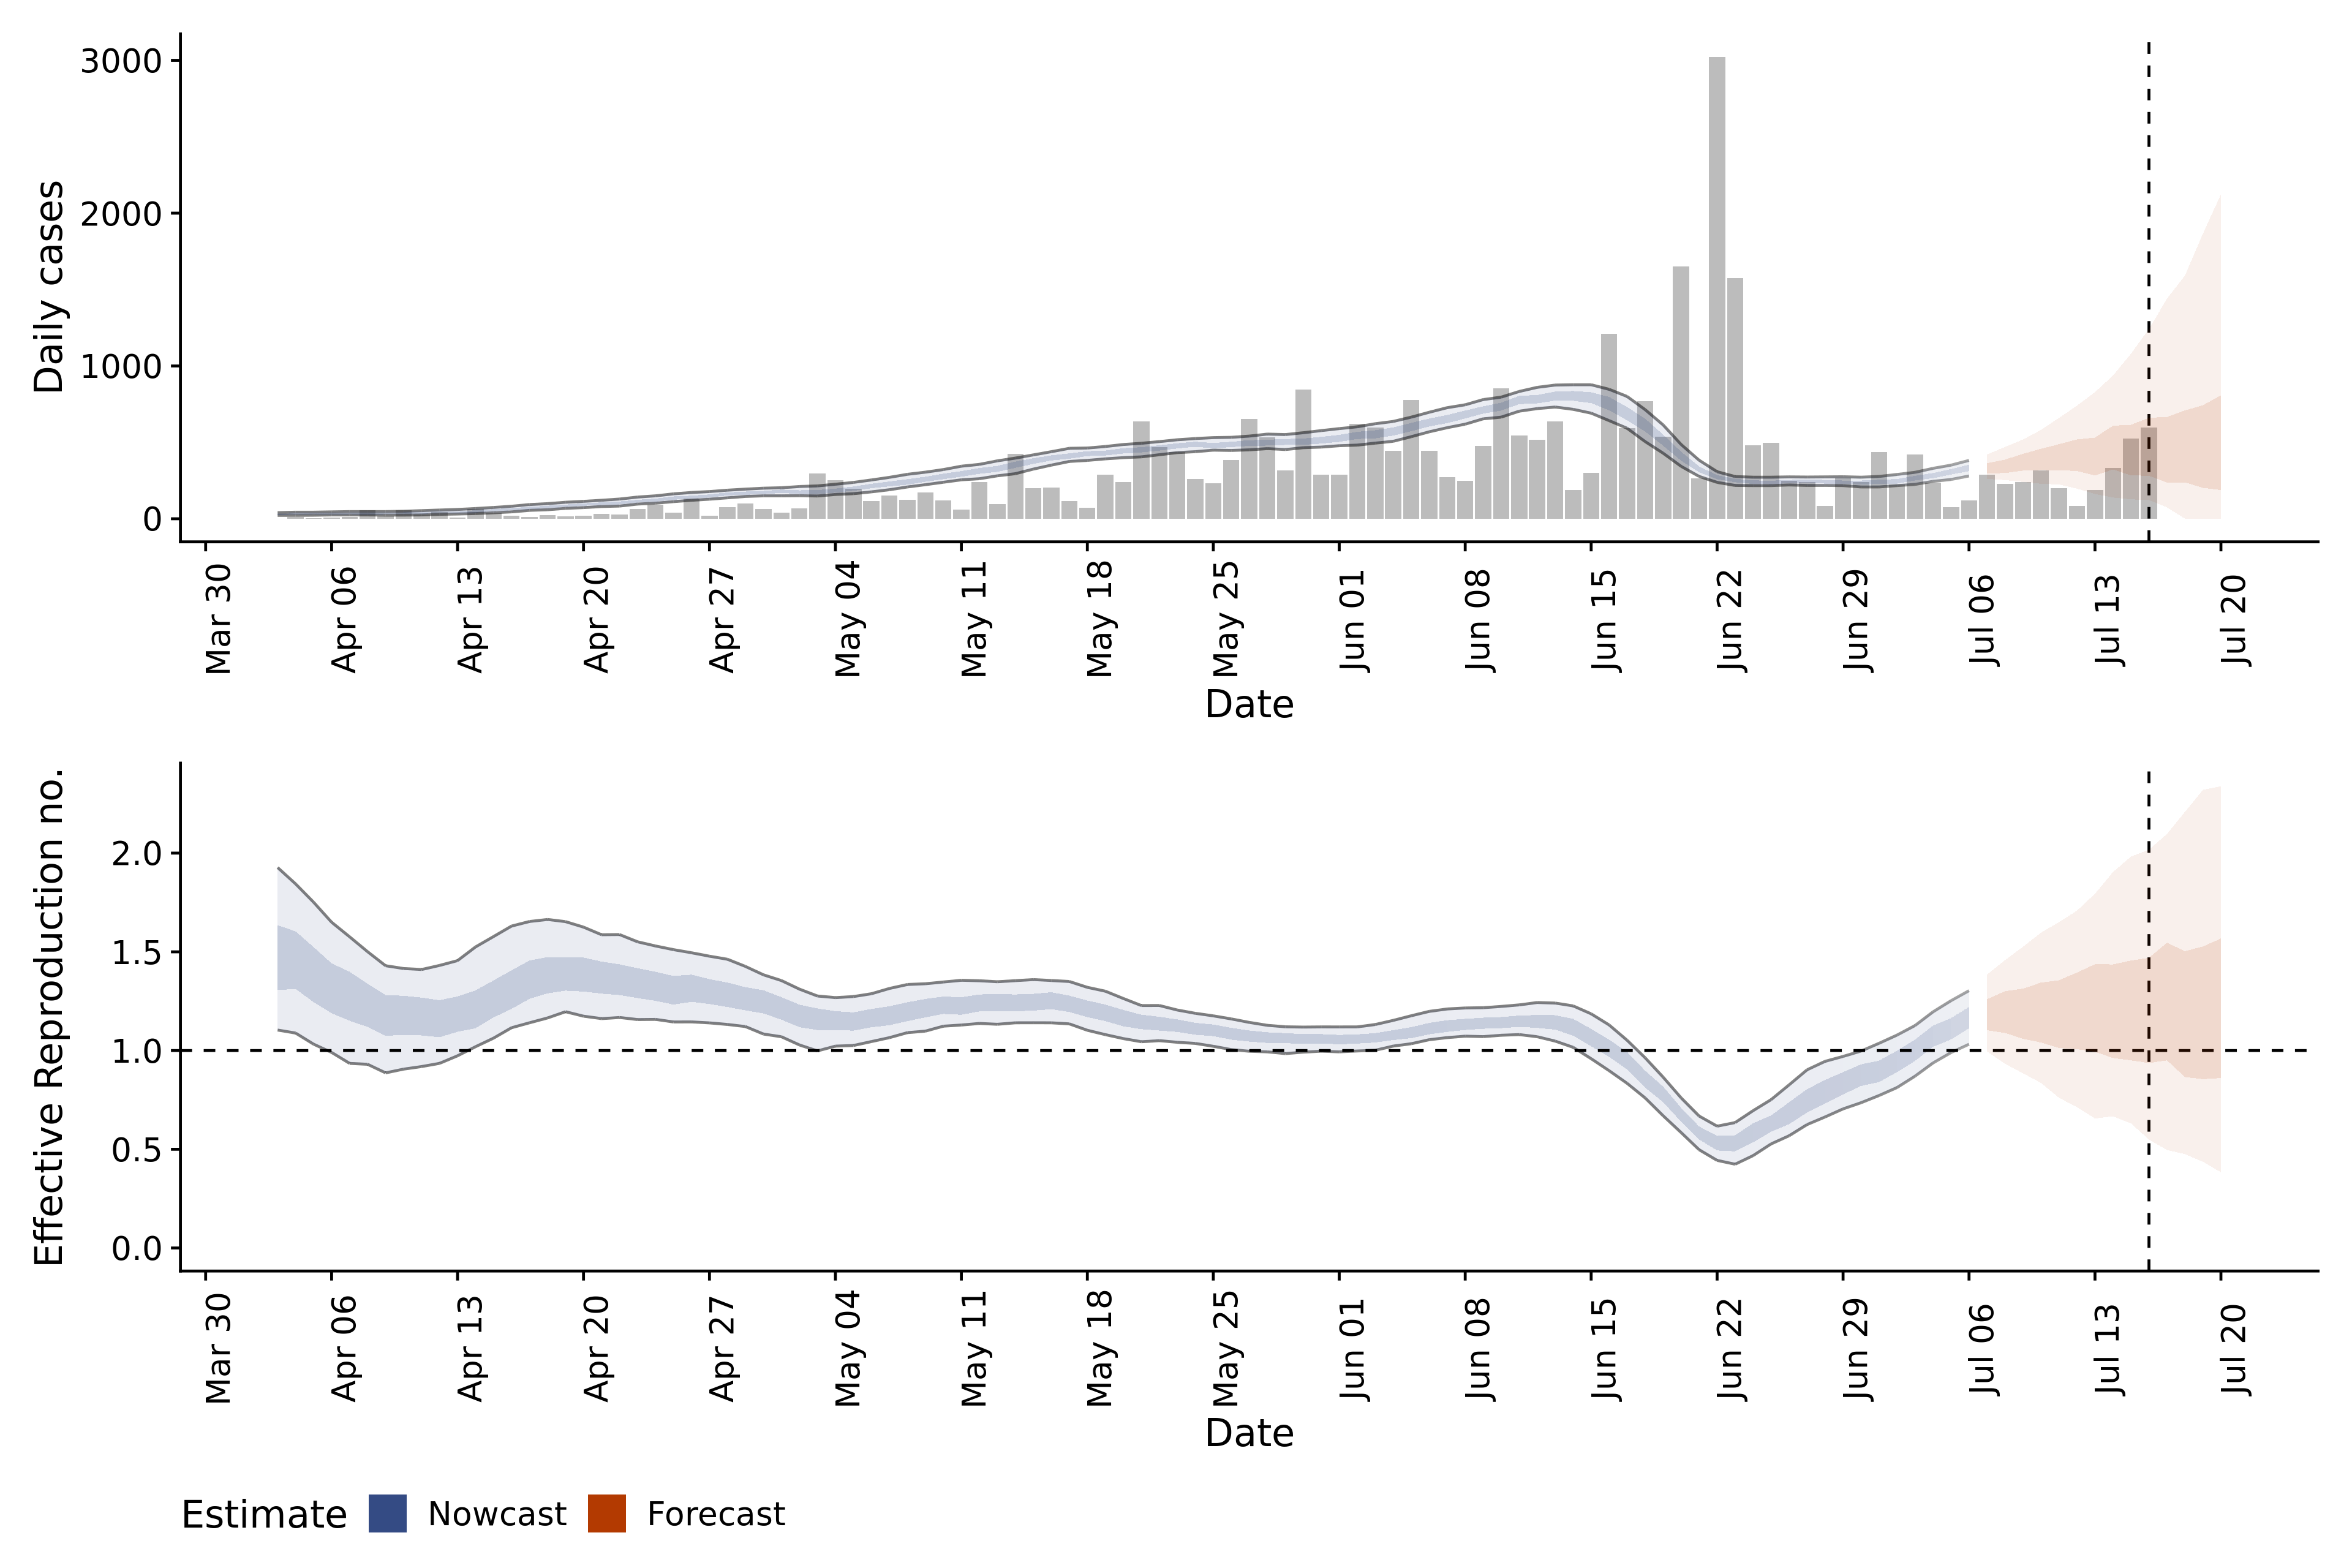 3000
2000
1000
0
Daily cases
Mar 30
Apr 06
Apr 13
Apr 20
Apr 27
May 04
May 11
May 18
May 25
Jun 01
Jun 08
Jun 15
Jun 22
Jun 29
Jul 06
Jul 13
Jul 20
Date
2.0
1.5
1.0
0.5
0.0
Effective Reproduction no.
Mar 30
Apr 06
Apr 13
Apr 20
Apr 27
May 04
May 11
May 18
May 25
Jun 01
Jun 08
Jun 15
Jun 22
Jun 29
Jul 06
Jul 13
Jul 20
Date
Estimate Nowcast Forecast